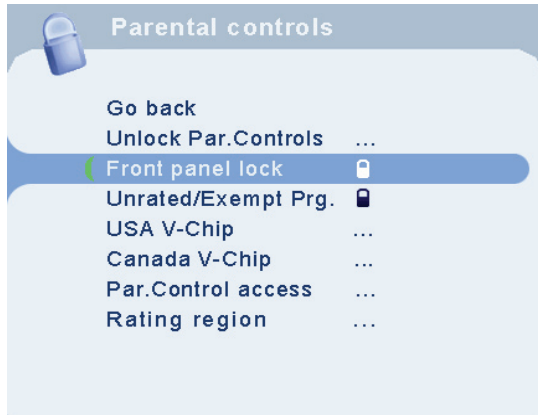 Parental controls
Go back
Unlock Par.Controls ...
Front panel lock
Unrated/Exempt Prg.
USA V-Chip ...
Canada V-Chip ...
Par.Control access ...
Rating region ...